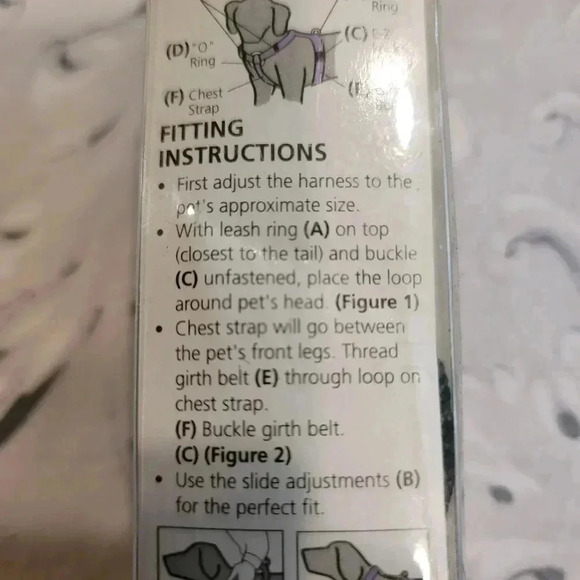 Ring
(D) "O"
Ring
(C)
(F) Chest
Strap
FITTING
INSTRUCTIONS
• First adjust the harness to the
pet's approximate size.
• With leash ring (A) on top
(closest to the tail) and buckle
(C) unfastened, place the loop
around pet's head. (Figure 1)
• Chest strap will go between
the pet's front legs. Thread
girth belt (E) through loop on
chest strap.
(F) Buckle girth belt.
(C) (Figure 2)
• Use the slide adjustments (B)
for the perfect fit.